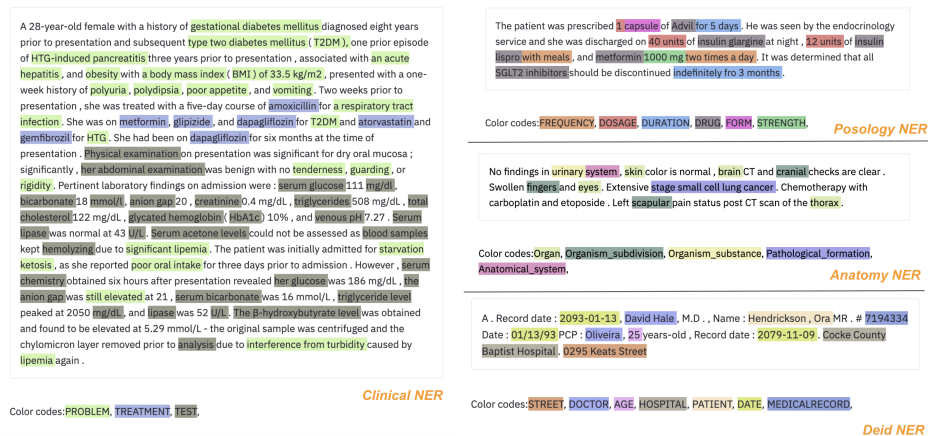 A 28-year-old female with a history of gestational diabetes mellitus diagnosed eight years
prior to presentation and subsequent type two diabetes mellitus ( T2DM ), one prior episode
of HTG-induced pancreatitis three years prior to presentation , associated with an acute
hepatitis , and obesity with a body mass index ( BMI ) of 33.5 kg/m2 , presented with a one-
week history of polyuria , polydipsia , poor appetite , and vomiting . Two weeks prior to
presentation , she was treated with a five-day course of amoxicillin for a respiratory tract
infection . She was on metformin , glipizide , and dapagliflozin for T2DM and atorvastatin and
gemfibrozil for HTG . She had been on dapagliflozin for six months at the time of
presentation . Physical examination on presentation was significant for dry oral mucosa ;
significantly , her abdominal examination was benign with no tenderness , guarding , or
rigidity . Pertinent laboratory findings on admission were : serum glucose 111 mg/dl ,
bicarbonate 18 mmol/l , anion gap 20 , creatinine 0.4 mg/dL , triglycerides 508 mg/dL , total
cholesterol 122 mg/dL , glycated hemoglobin ( HbA1c ) 10% , and venous pH 7.27 . Serum
lipase was normal at 43 U/L . Serum acetone levels could not be assessed as blood samples
kept hemolyzing due to significant lipemia . The patient was initially admitted for starvation
ketosis , as she reported poor oral intake for three days prior to admission . However , serum
chemistry obtained six hours after presentation revealed her glucose was 186 mg/dL , the
anion gap was still elevated at 21 , serum bicarbonate was 16 mmol/L , triglyceride level
peaked at 2050 mg/dL , and lipase was 52 U/L . The β-hydroxybutyrate level was obtained
and found to be elevated at 5.29 mmol/L - the original sample was centrifuged and the
chylomicron layer removed prior to analysis due to interference from turbidity caused by
lipemia again .
Clinical NER
Color codes:PROBLEM, TREATMENT, TEST,
The patient was prescribed 1 capsule of Advil for 5 days . He was seen by the endocrinology
service and she was discharged on 40 units of insulin glargine at night , 12 units of insulin
lispro with meals , and metformin 1000 mg two times a day . It was determined that all
SGLT2 inhibitors should be discontinued indefinitely fro 3 months .
Color codes:FREQUENCY, DOSAGE, DURATION, DRUG, FORM, STRENGTH,
Posology NER
No findings in urinary system , skin color is normal , brain CT and cranial checks are clear .
Swollen fingers and eyes . Extensive stage small cell lung cancer . Chemotherapy with
carboplatin and etoposide . Left scapular pain status post CT scan of the thorax .
Color codes:Organ, Organism_subdivision, Organism_substance, Pathological_formation,
Anatomical_system,
Anatomy NER
A . Record date : 2093-01-13 , David Hale , M.D . , Name : Hendrickson , Ora MR . # 7194334
Date : 01/13/93 PCP : Oliveira , 25 years-old , Record date : 2079-11-09 . Cocke County
Baptist Hospital . 0295 Keats Street
Color codes:STREET, DOCTOR, AGE, HOSPITAL, PATIENT, DATE, MEDICALRECORD,
Deid NER